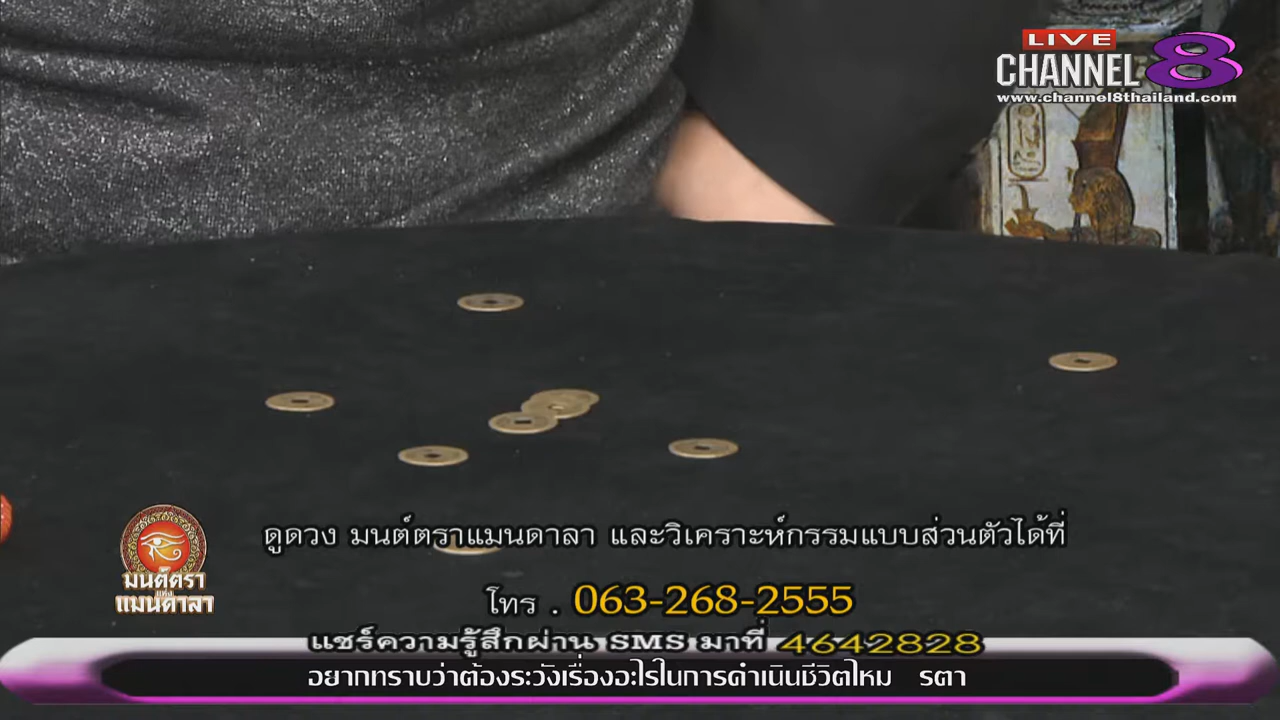 LIVE
CHANNEL 8
www.channel8thailand.com
ดูดวง มนต์ตราแมนดาลา และวิเคราะห์กรรมแบบส่วนตัวได้ที่
มนต์ตรา
แห่ง
แมนดาลา
โทร . 063-268-2555
แชร์ความรู้สึกผ่าน SMS มาที่ 4642828
อยากทราบว่าต้องระวังเรื่องอะไรในการดำเนินชีวิตไหม รตา